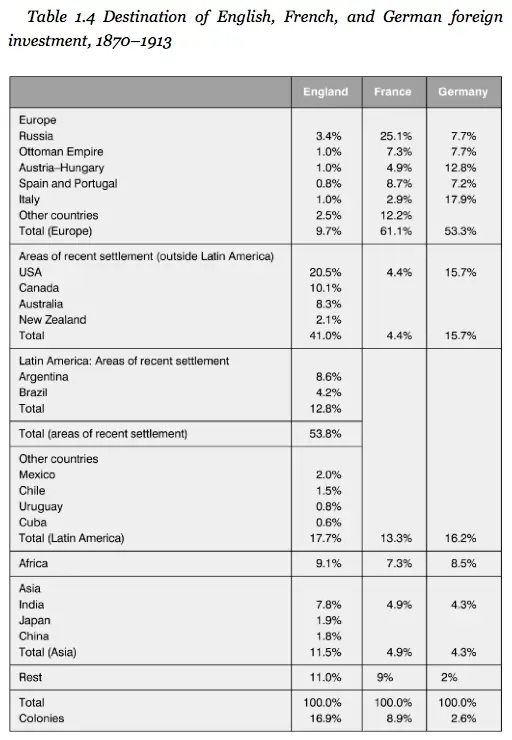 Table 1.4 Destination of English, French, and German foreign
investment, 1870–1913
England France Germany
Europe
Russia 3.4% 25.1% 7.7%
Ottoman Empire 1.0% 7.3% 7.7%
Austria–Hungary 1.0% 4.9% 12.8%
Spain and Portugal 0.8% 8.7% 7.2%
Italy 1.0% 2.9% 17.9%
Other countries 2.5% 12.2%
Total (Europe) 9.7% 61.1% 53.3%
Areas of recent settlement (outside Latin America)
USA 20.5% 4.4% 15.7%
Canada 10.1%
Australia 8.3%
New Zealand 2.1%
Total 41.0% 4.4% 15.7%
Latin America: Areas of recent settlement
Argentina 8.6%
Brazil 4.2%
Total 12.8%
Total (areas of recent settlement) 53.8%
Other countries
Mexico 2.0%
Chile 1.5%
Uruguay 0.8%
Cuba 0.6%
Total (Latin America) 17.7% 13.3% 16.2%
Africa 9.1% 7.3% 8.5%
Asia
India 7.8% 4.9% 4.3%
Japan 1.9%
China 1.8%
Total (Asia) 11.5% 4.9% 4.3%
Rest 11.0% 9% 2%
Total 100.0% 100.0% 100.0%
Colonies 16.9% 8.9% 2.6%